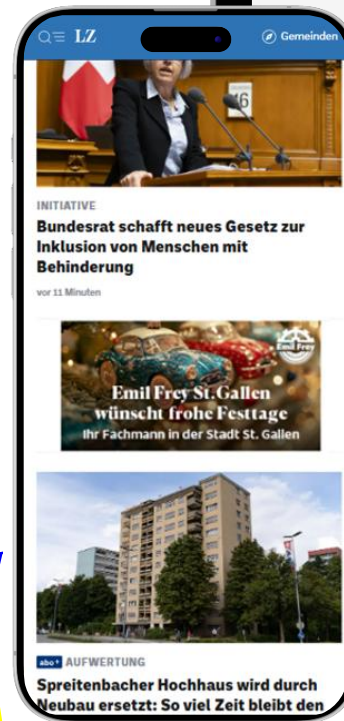 LZ
Gemeinden
16
INITIATIVE
Bundesrat schafft neues Gesetz zur
Inklusion von Menschen mit
Behinderung
vor 11 Minuten
Emil Frey
Emil Frey St. Gallen
wünscht frohe Festtage
Ihr Fachmann in der Stadt St. Gallen
abo+ AUFWERTUNG
Spreitenbacher Hochhaus wird durch
Neubau ersetzt: So viel Zeit bleibt den